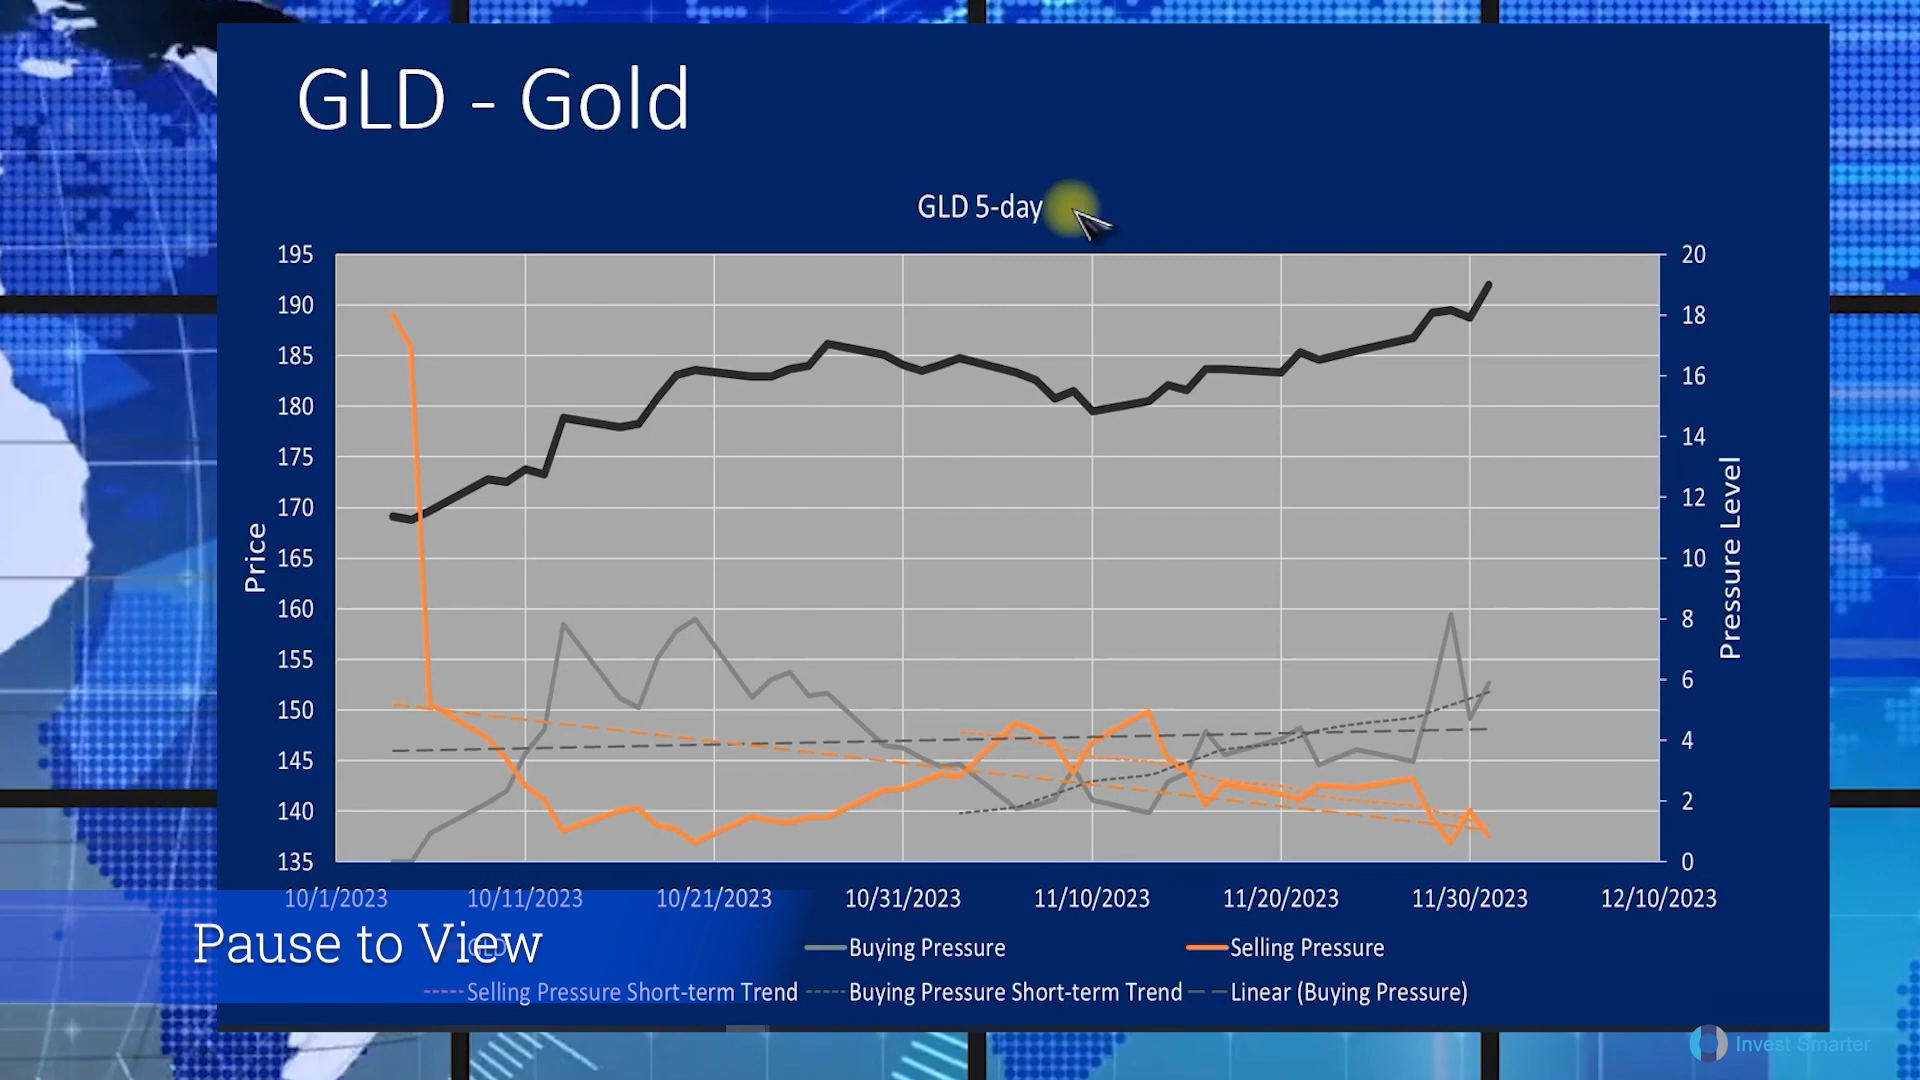 GLD - Gold
GLD 5-day
195
190
185
180
175
170
165
160
155
150
145
140
135
Price
20
18
16
14
12
10
8
6
4
2
0
Pressure Level
10/1/2023
10/11/2023
10/21/2023
10/31/2023
11/10/2023
11/20/2023
11/30/2023
12/10/2023
Pause to View
GLD
Buying Pressure
Selling Pressure
Selling Pressure Short-term Trend
Buying Pressure Short-term Trend
Linear (Buying Pressure)
Invest Smarter